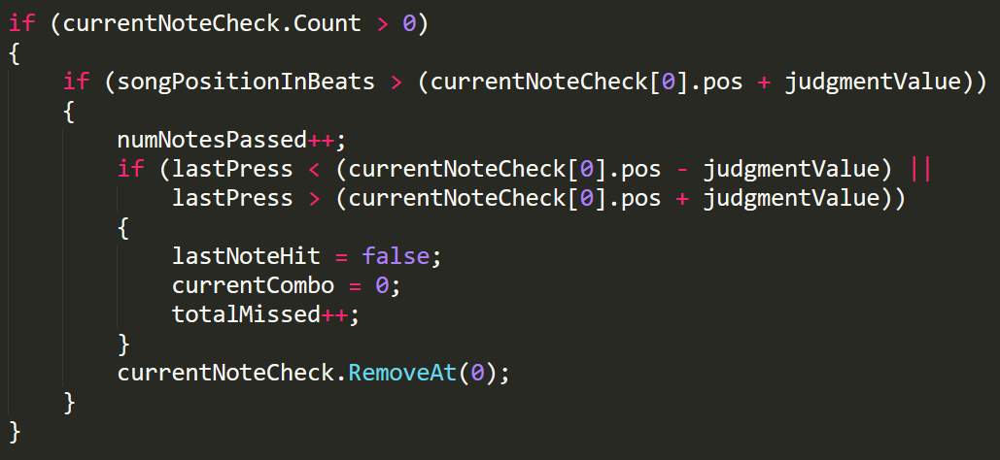 if (currentNoteCheck.Count > 0)
{
    if (songPositionInBeats > (currentNoteCheck[0].pos + judgmentValue))
    {
        numNotesPassed++;
        if (lastPress < (currentNoteCheck[0].pos - judgmentValue) ||
            lastPress > (currentNoteCheck[0].pos + judgmentValue))
        {
            lastNoteHit = false;
            currentCombo = 0;
            totalMissed++;
        }
        currentNoteCheck.RemoveAt(0);
    }
}